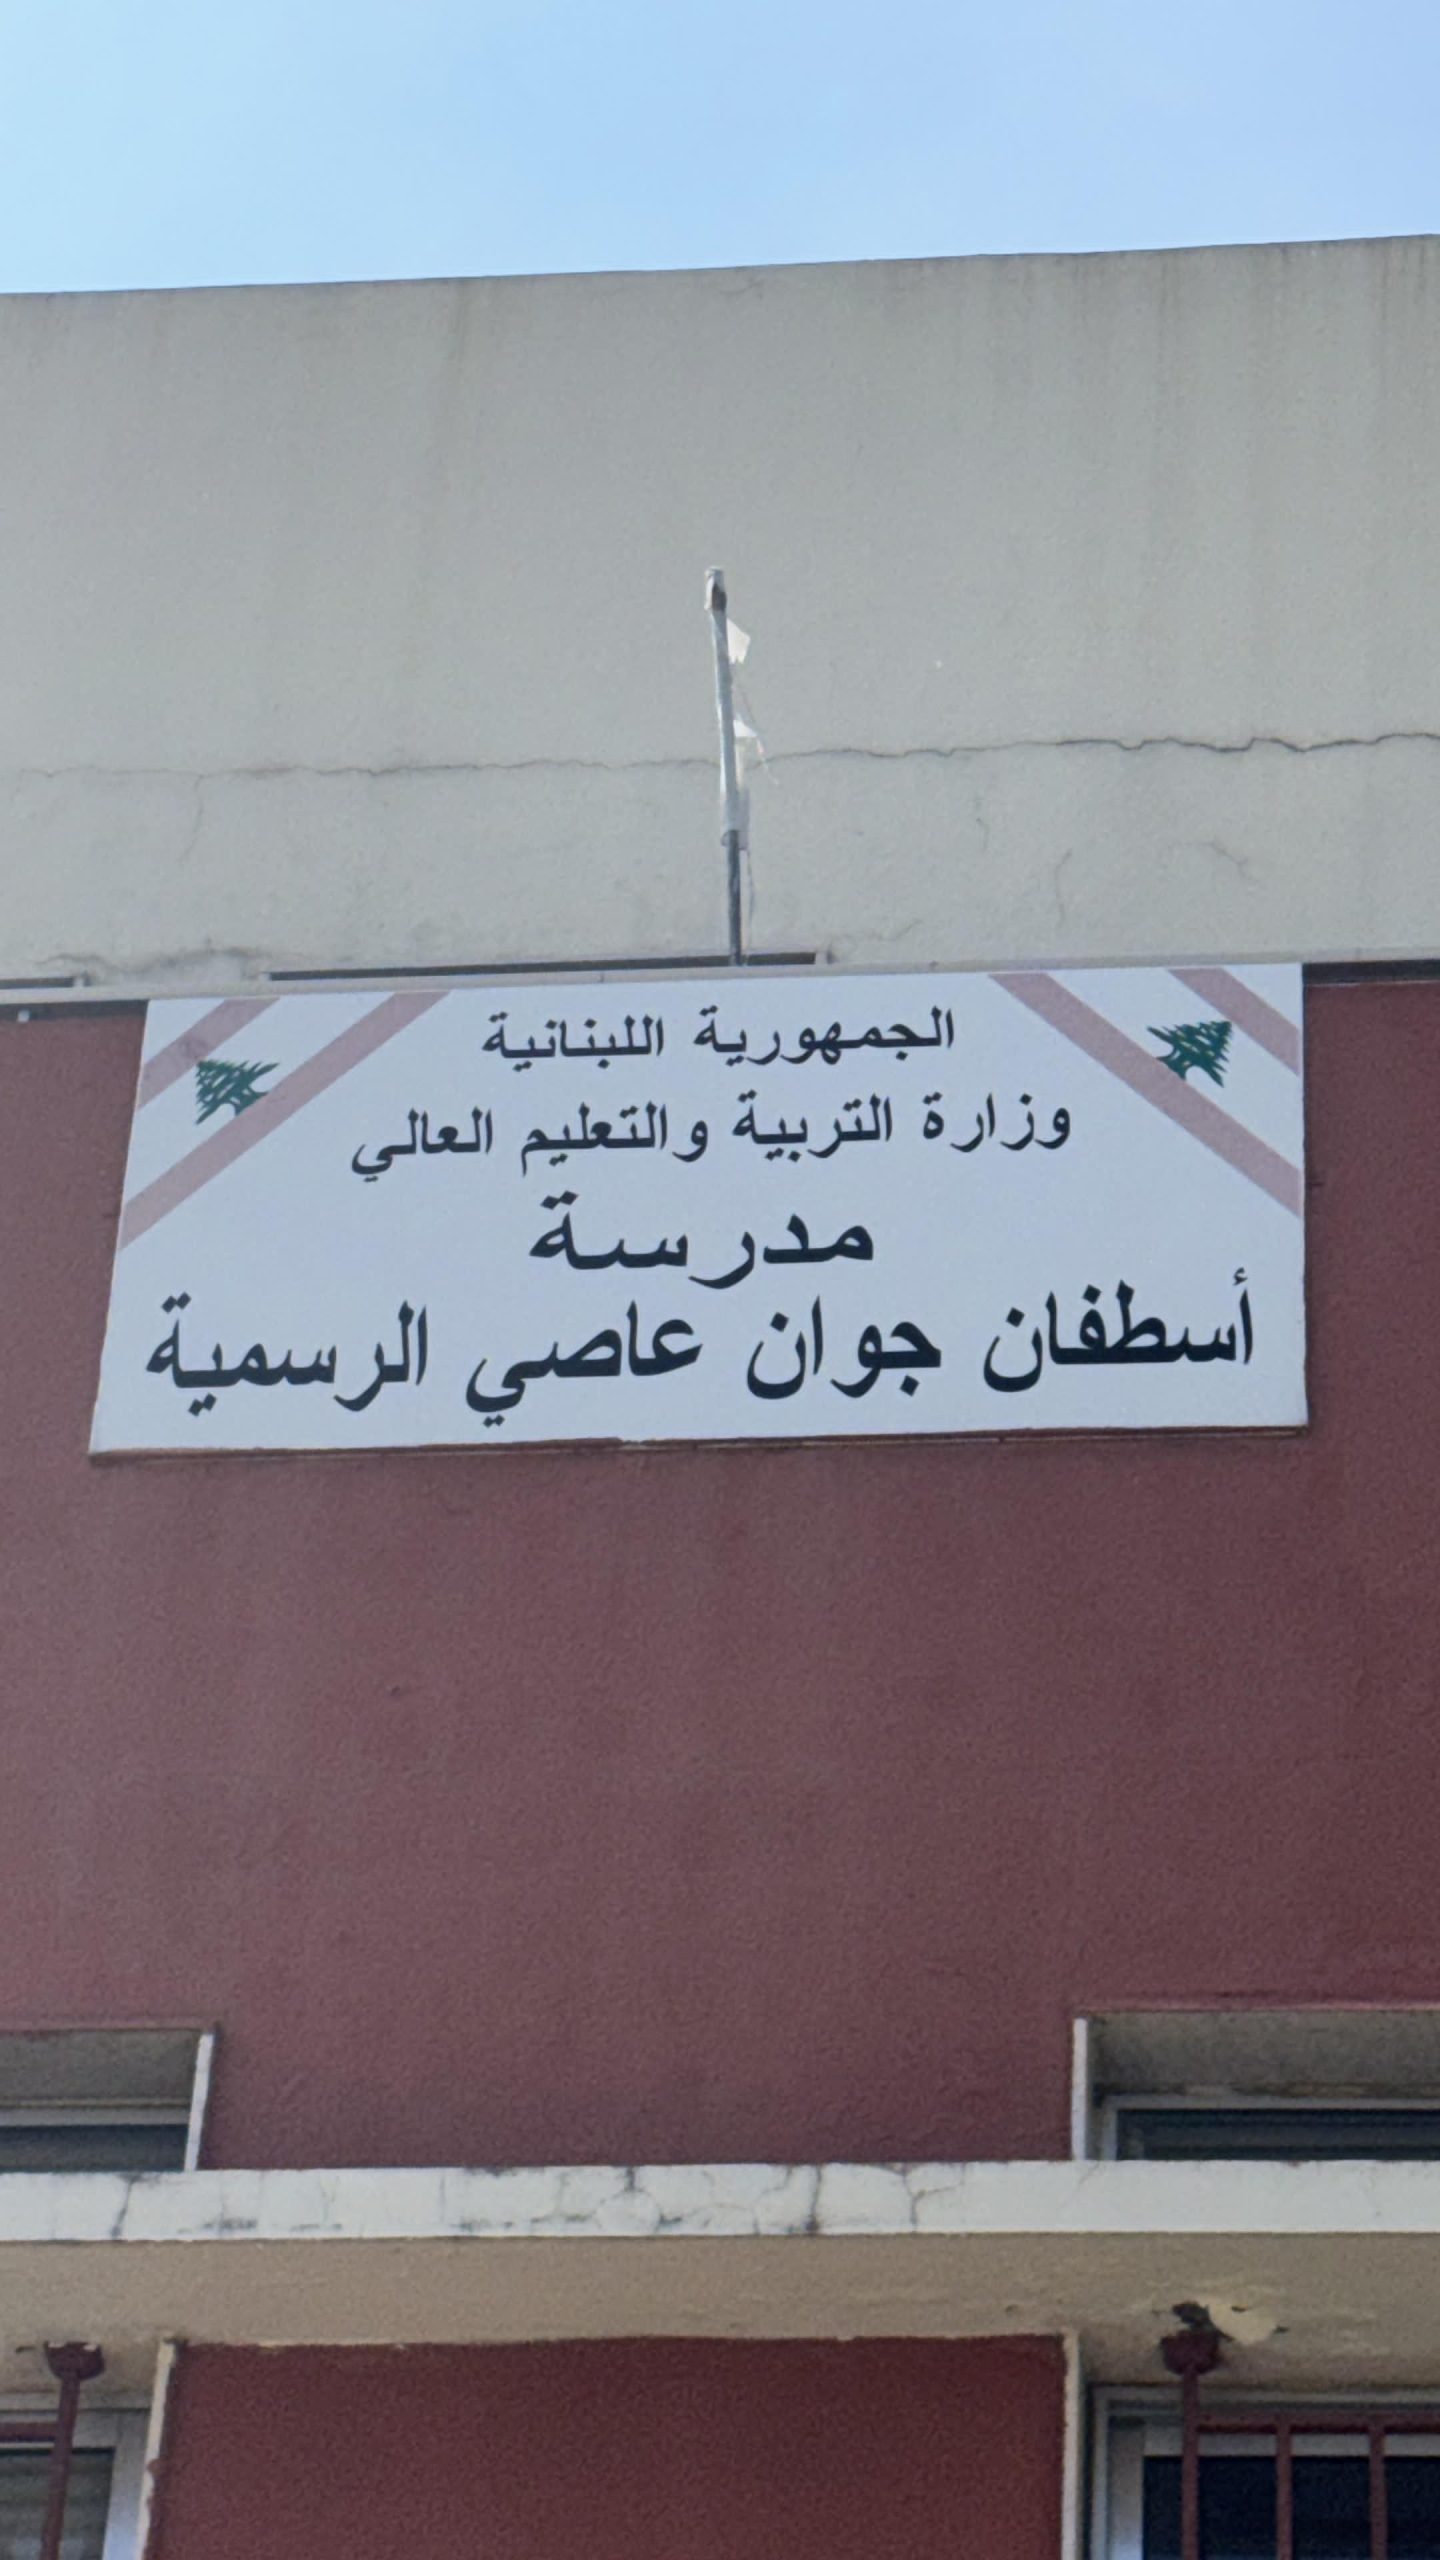 الجمهورية اللبنانية
وزارة التربية والتعليم العالي
مدرسة
أسطفان جوان عاصي الرسمية